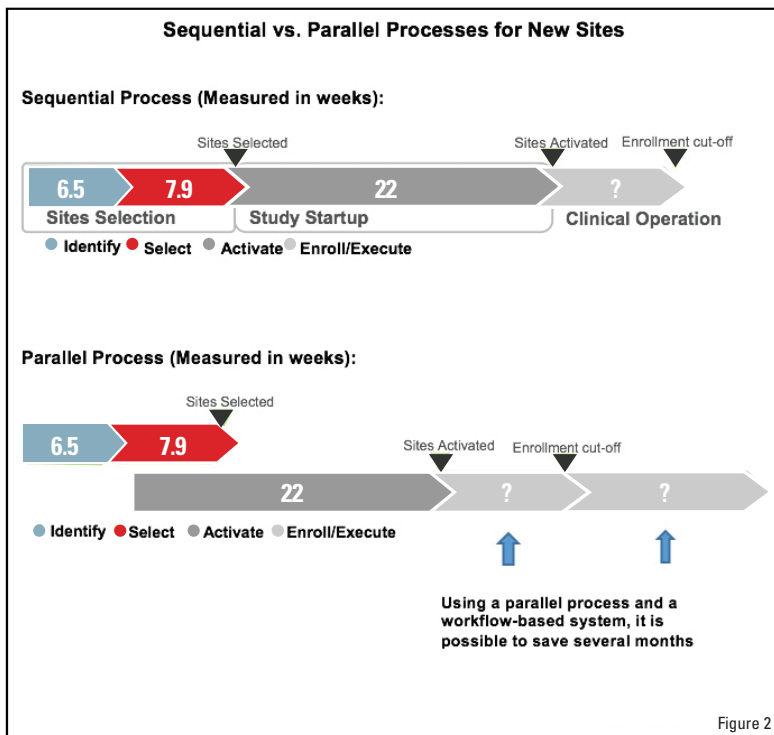 Sequential vs. Parallel Processes for New Sites
Sequential Process (Measured in weeks):
Sites Selected
Sites Activated
Enrollment cut-off
6.5
7.9
22
?
Sites Selection
Study Startup
Clinical Operation
Identify
Select
Activate
Enroll/Execute
Parallel Process (Measured in weeks):
Sites Selected
6.5
7.9
Sites Activated
Enrollment cut-off
22
?
?
Identify
Select
Activate
Enroll/Execute
Using a parallel process and a
workflow-based system, it is
possible to save several months
Figure 2